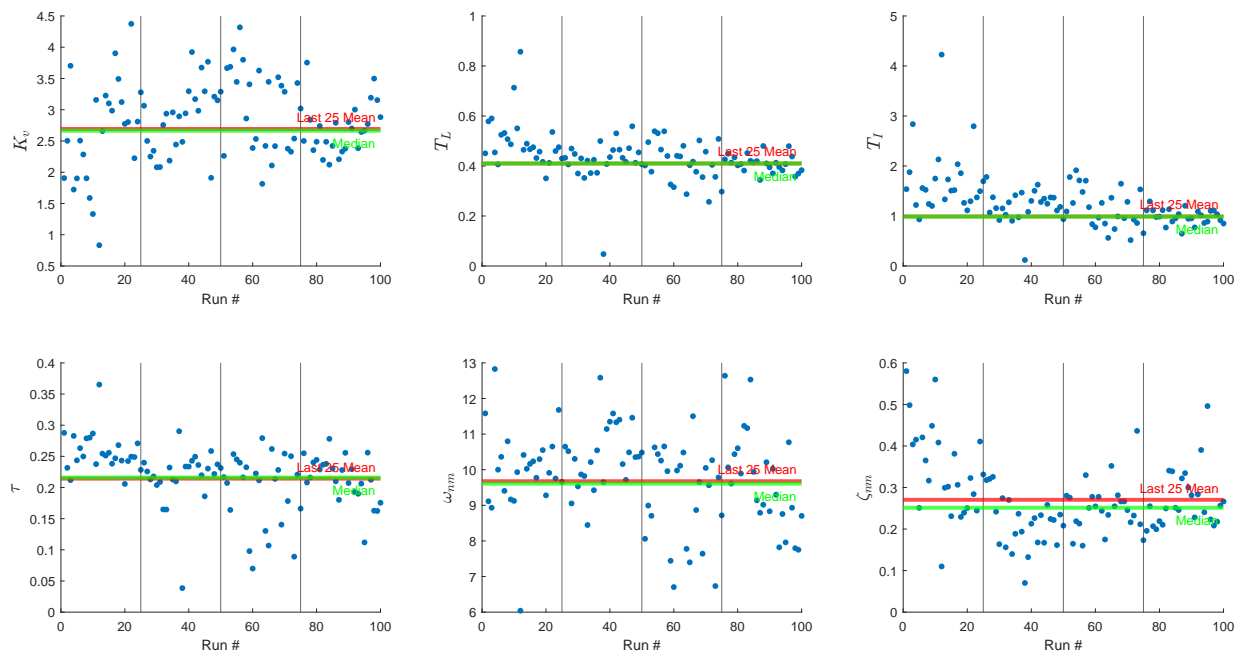 4.5
4
3.5
3
2.5
2
1.5
1
0.5
K_v
Last 25 Mean
Median
0 20 40 60 80 100
Run #
1
0.8
0.6
0.4
0.2
0
T_L
Last 25 Mean
Median
0 20 40 60 80 100
Run #
5
4
3
2
1
0
T_I
Last 25 Mean
Median
0 20 40 60 80 100
Run #
0.4
0.35
0.3
0.25
0.2
0.15
0.1
0.05
0
τ
Last 25 Mean
Median
0 20 40 60 80 100
Run #
13
12
11
10
9
8
7
6
ω_nm
Last 25 Mean
Median
0 20 40 60 80 100
Run #
0.6
0.5
0.4
0.3
0.2
0.1
0
ζ_nm
Last 25 Mean
Median
0 20 40 60 80 100
Run #